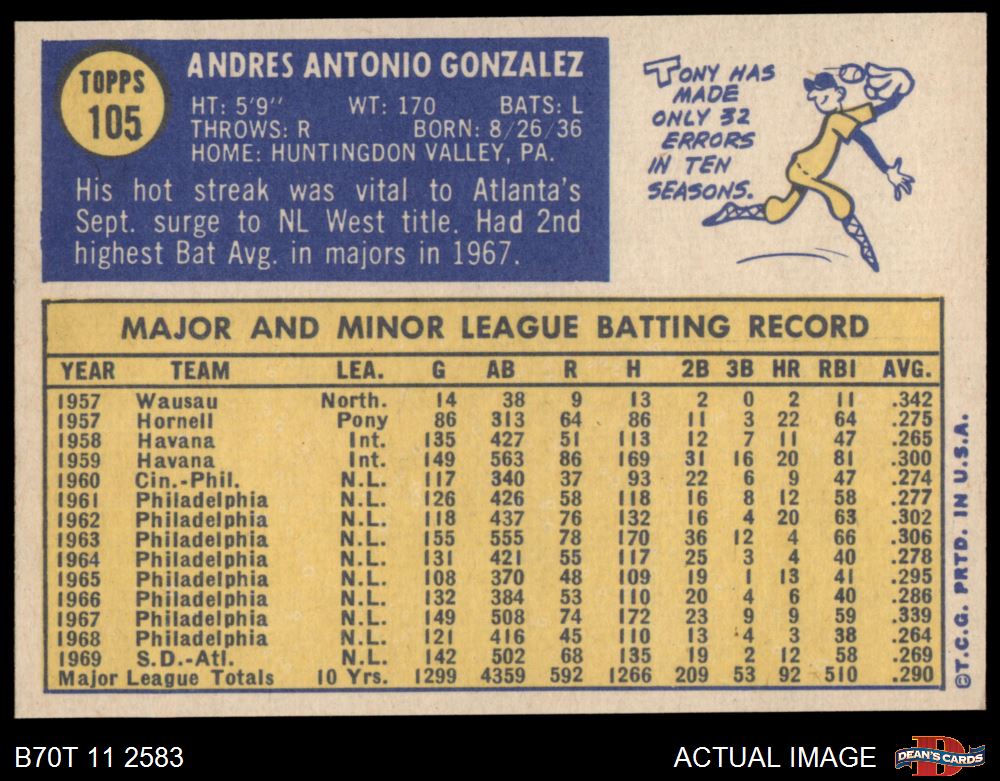 TOPPS
105
ANDRES ANTONIO GONZALEZ
HT: 5'9" WT: 170 BATS: L
THROWS: R BORN: 8/26/36
HOME: HUNTINGDON VALLEY, PA.
His hot streak was vital to Atlanta's
Sept. surge to NL West title. Had 2nd
highest Bat Avg. in majors in 1967.
TONY HAS
MADE
ONLY 32
ERRORS
IN TEN
SEASONS.
MAJOR AND MINOR LEAGUE BATTING RECORD
YEAR TEAM LEA. G AB R H 2B 3B HR RBI AVG.
1957 Wausau North. 14 38 9 13 2 0 2 11 .342
1957 Hornell Pony 86 313 64 86 11 3 22 64 .275
1958 Havana Int. 135 427 51 113 12 7 11 47 .265
1959 Havana Int. 149 563 86 169 31 16 20 81 .300
1960 Cin.-Phil. N.L. 117 340 37 93 22 6 9 47 .274
1961 Philadelphia N.L. 126 426 58 118 16 8 12 58 .277
1962 Philadelphia N.L. 118 437 76 132 16 4 20 63 .302
1963 Philadelphia N.L. 155 555 78 170 36 12 4 66 .306
1964 Philadelphia N.L. 131 421 55 117 25 3 4 40 .278
1965 Philadelphia N.L. 108 370 48 109 19 1 13 41 .295
1966 Philadelphia N.L. 132 384 53 110 20 4 6 40 .286
1967 Philadelphia N.L. 149 508 74 172 23 9 9 59 .339
1968 Philadelphia N.L. 121 416 45 110 13 4 3 38 .264
1969 S.D.-Atl. N.L. 142 502 68 135 19 2 12 58 .269
Major League Totals 10 Yrs. 1299 4359 592 1266 209 53 92 510 .290
©T.C.G. PRTD. IN U.S.A.
B70T 11 2583
ACTUAL IMAGE
D
DEAN'S CARDS